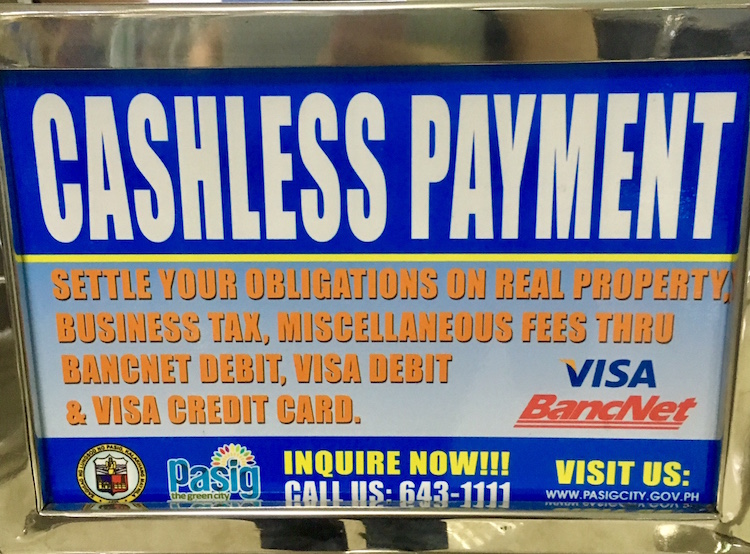 CASHLESS PAYMENT
SETTLE YOUR OBLIGATIONS ON REAL PROPERTY,
BUSINESS TAX, MISCELLANEOUS FEES THRU
BANCNET DEBIT, VISA DEBIT
& VISA CREDIT CARD.
VISA
BancNet
Pasig
the green city
INQUIRE NOW!!!
CALL US: 643-1111
VISIT US:
WWW.PASIGCITY.GOV.PH